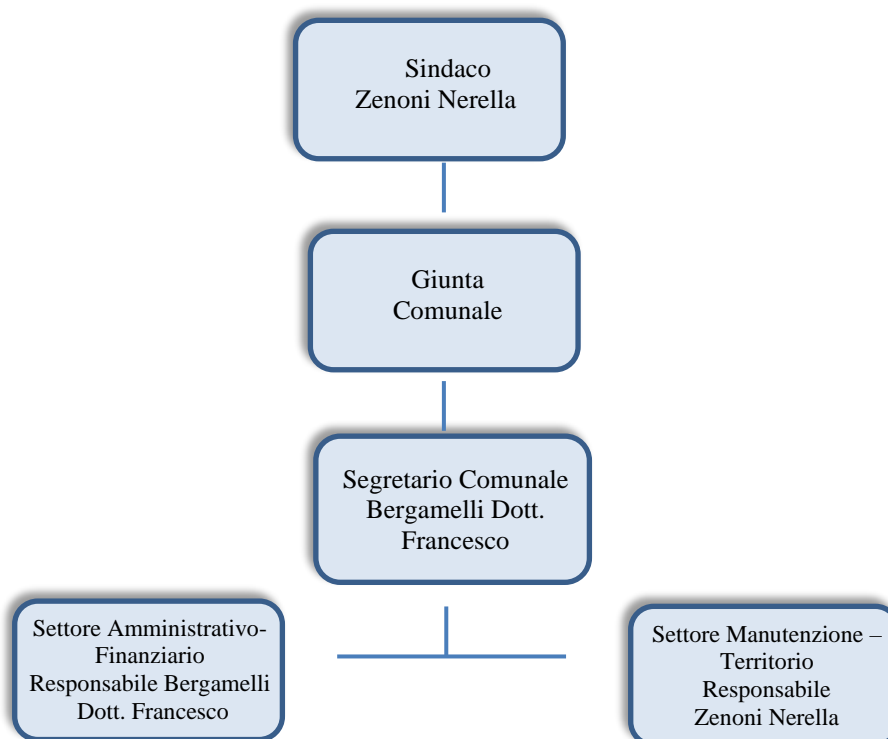 Sindaco
Zenoni Nerella
Giunta
Comunale
Segretario Comunale
Bergamelli Dott.
Francesco
Settore Amministrativo-
Finanziario
Responsabile Bergamelli
Dott. Francesco
Settore Manutenzione –
Territorio
Responsabile
Zenoni Nerella